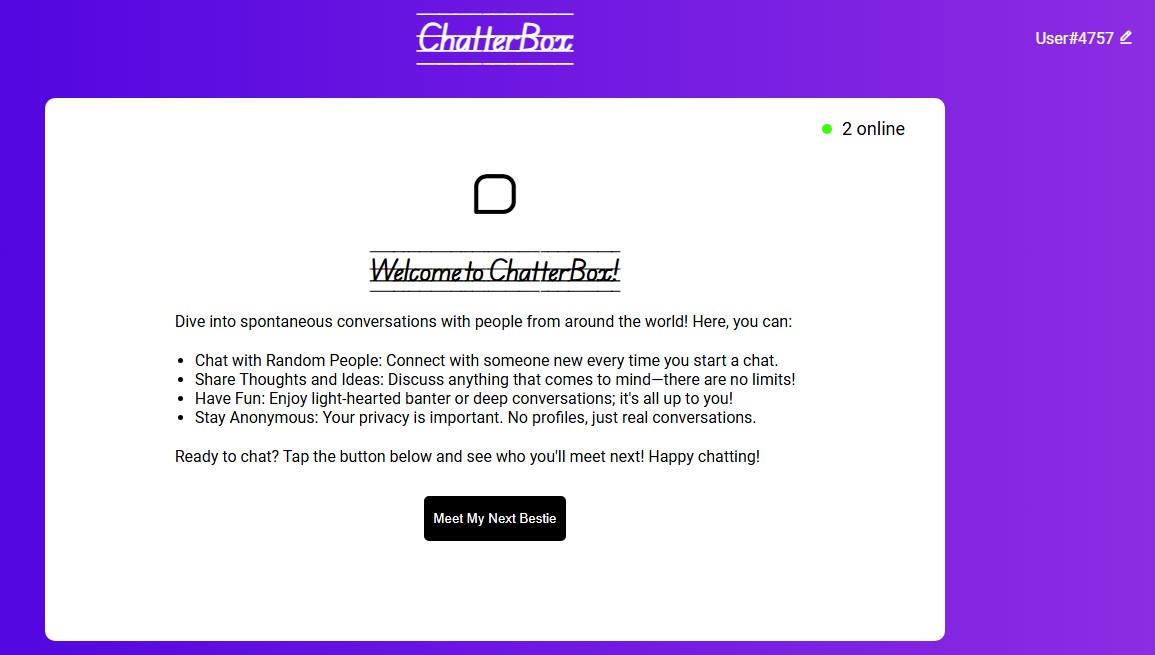 ChatterBox
User#4757
2 online
Welcome to ChatterBox!
Dive into spontaneous conversations with people from around the world! Here, you can:
• Chat with Random People: Connect with someone new every time you start a chat.
• Share Thoughts and Ideas: Discuss anything that comes to mind—there are no limits!
• Have Fun: Enjoy light-hearted banter or deep conversations; it's all up to you!
• Stay Anonymous: Your privacy is important. No profiles, just real conversations.
Ready to chat? Tap the button below and see who you'll meet next! Happy chatting!
Meet My Next Bestie